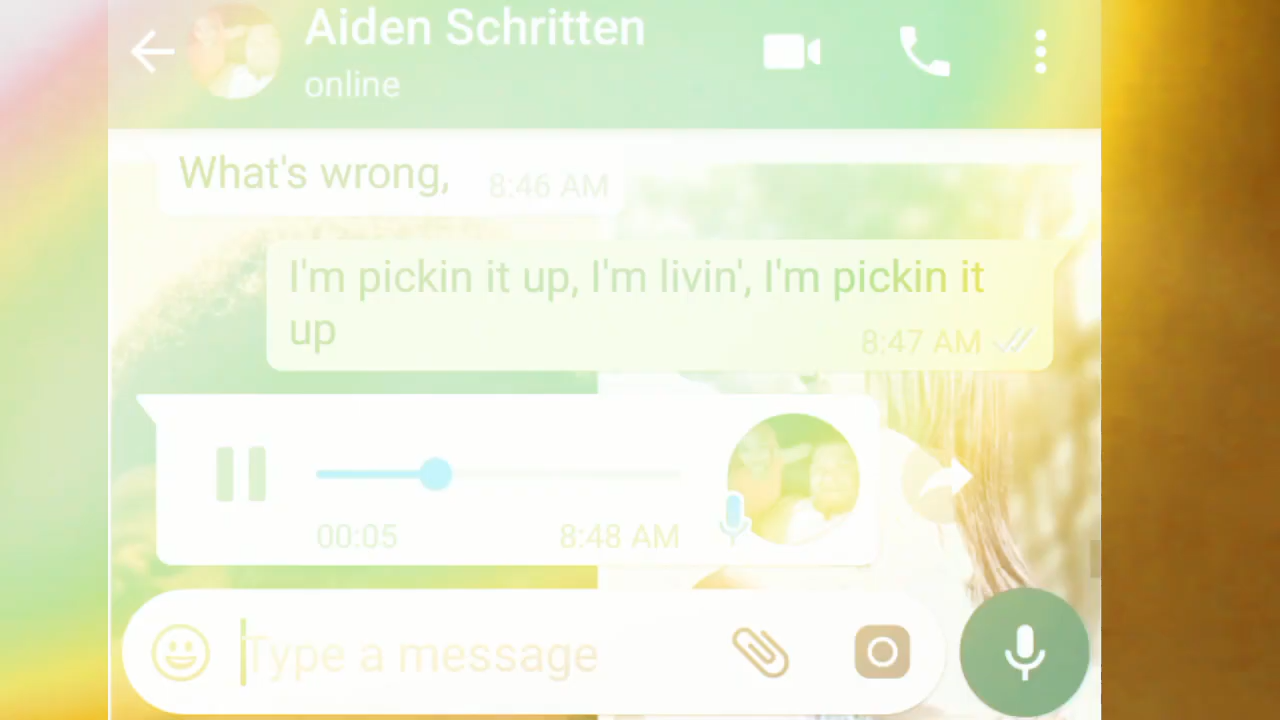 Aiden Schritten
online
What's wrong,
8:46 AM
I'm pickin it up, I'm livin', I'm pickin it
up
8:47 AM
00:05
8:48 AM
Type a message